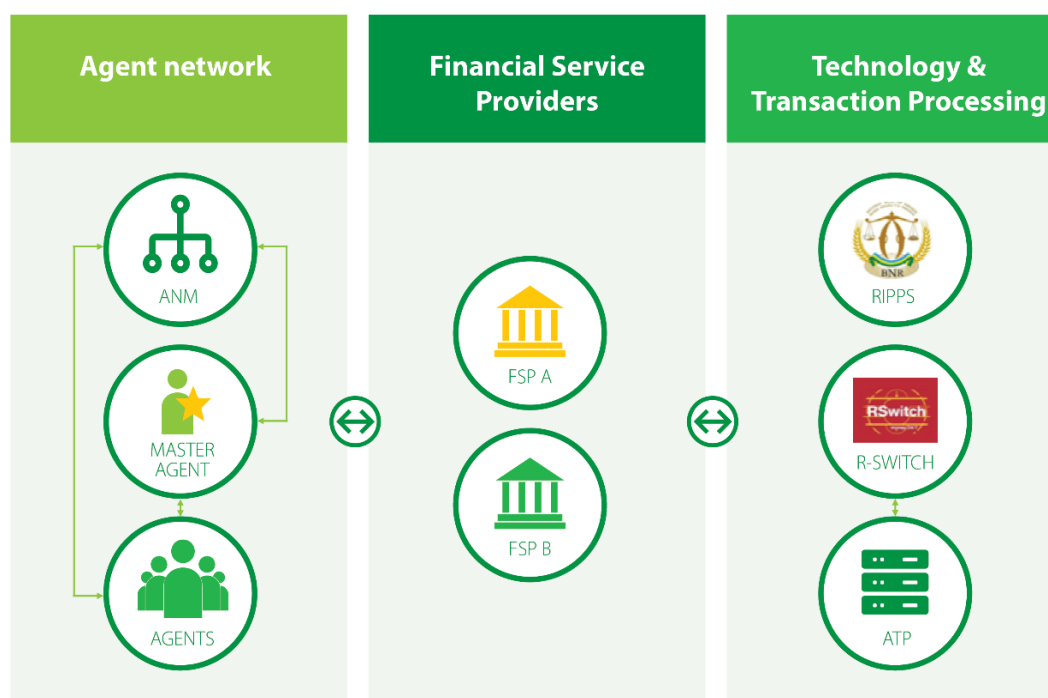 Agent network
Financial Service
Providers
Technology &
Transaction Processing
ANM
MASTER
AGENT
AGENTS
FSP A
FSP B
BNR
RIPPS
RSwitch
R-SWITCH
ATP